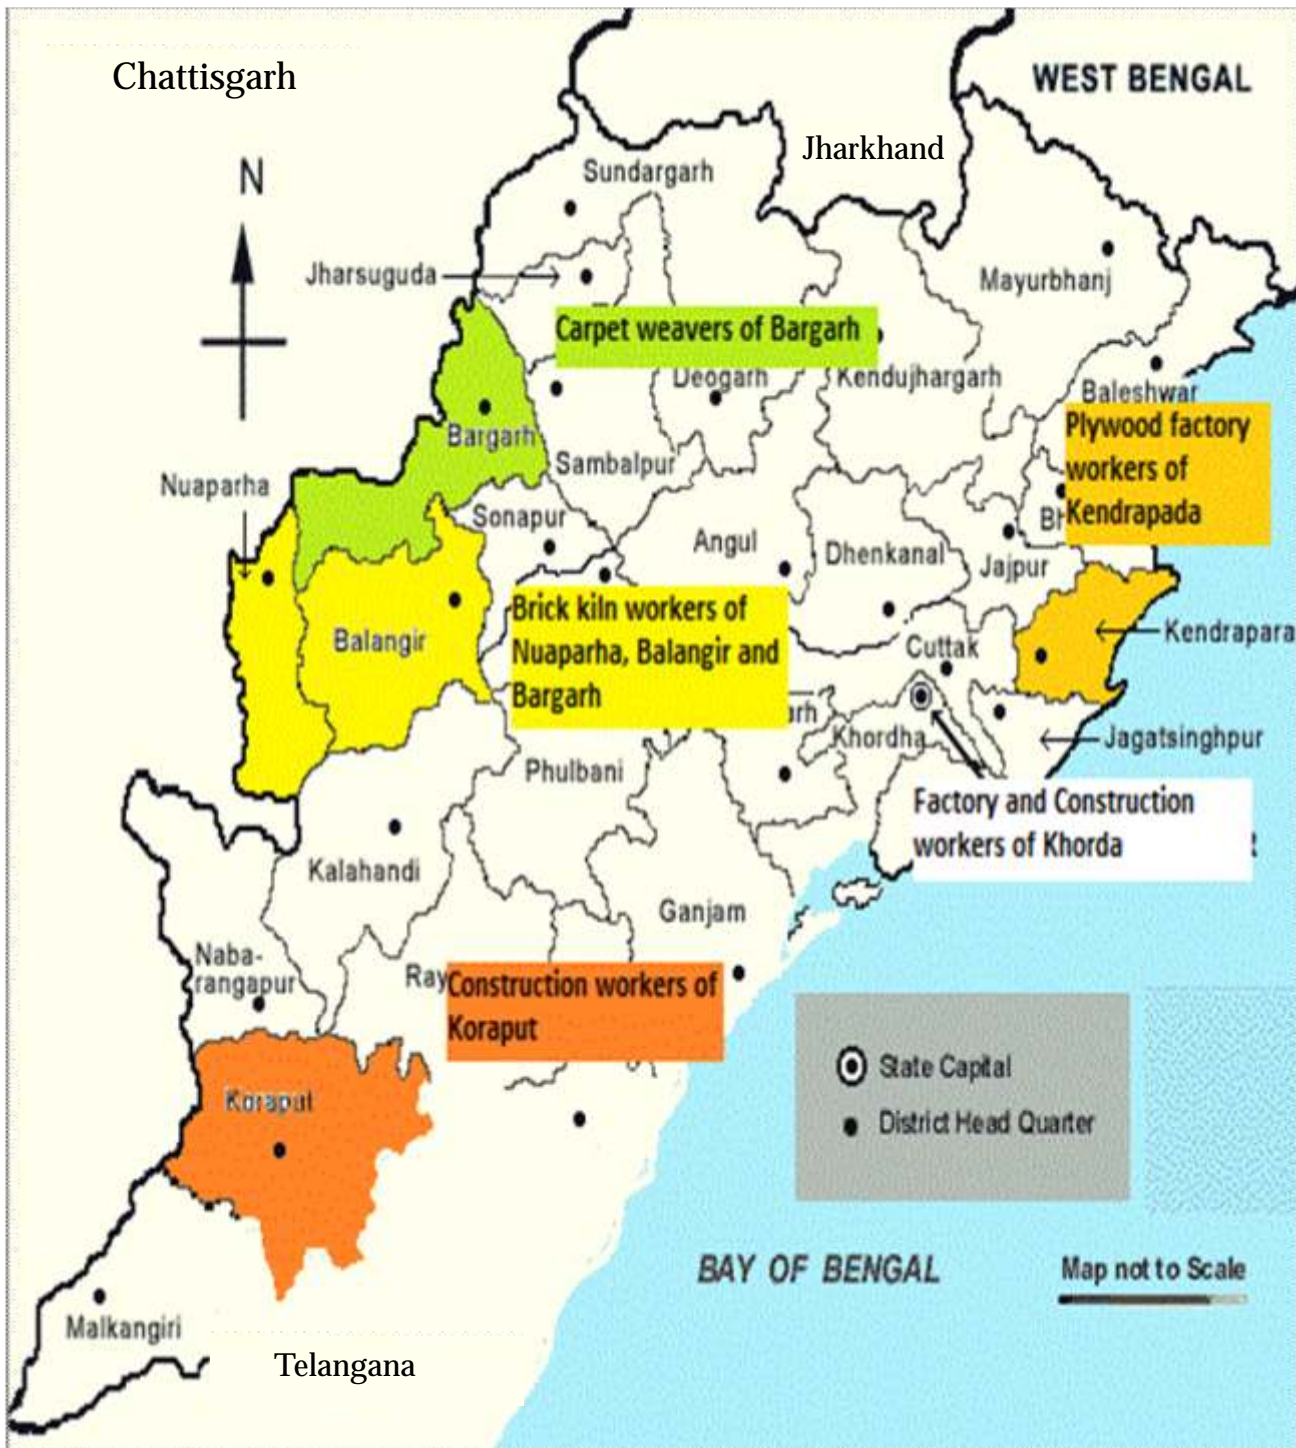 Chattisgarh
WEST BENGAL
Jharkhand
Sundargarh
N
Jharsuguda
Mayurbhanj
Carpet weavers of Bargarh
Deogarh
Kendujhargarh
Baleshwar
Bargarh
Plywood factory
workers of
Kendrapada
Sambalpur
Nuaparha
Sonapur
Angul
Dhenkanal
Jajpur
Brick kiln workers of
Nuaparha, Balangir and
Bargarh
Balangir
Cuttak
Kendrapara
Khordha
Jagatsinghpur
Phulbani
Factory and Construction
workers of Khorda
Kalahandi
Ganjam
Naba-
rangapur
Construction workers of
Koraput
State Capital
District Head Quarter
Koraput
BAY OF BENGAL
Map not to Scale
Malkangiri
Telangana